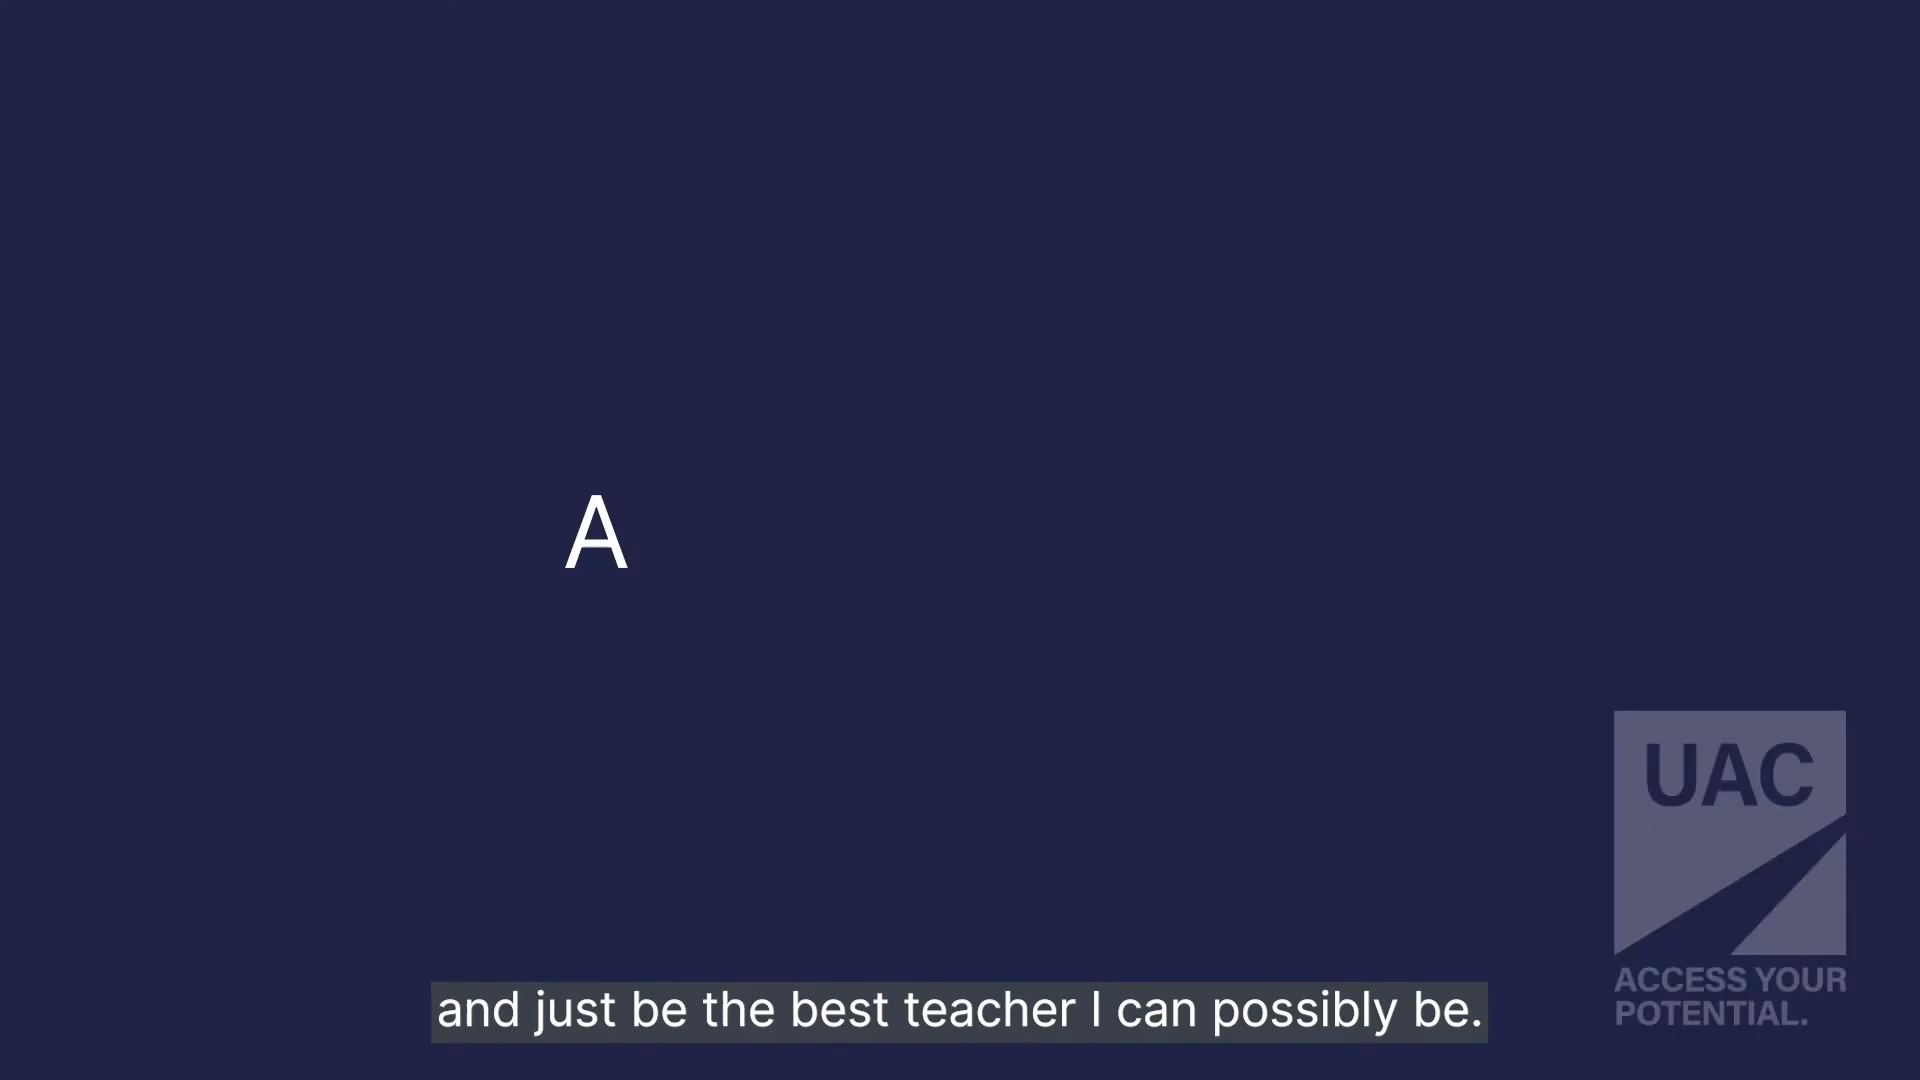 A
UAC
ACCESS YOUR
POTENTIAL.
and just be the best teacher I can possibly be.